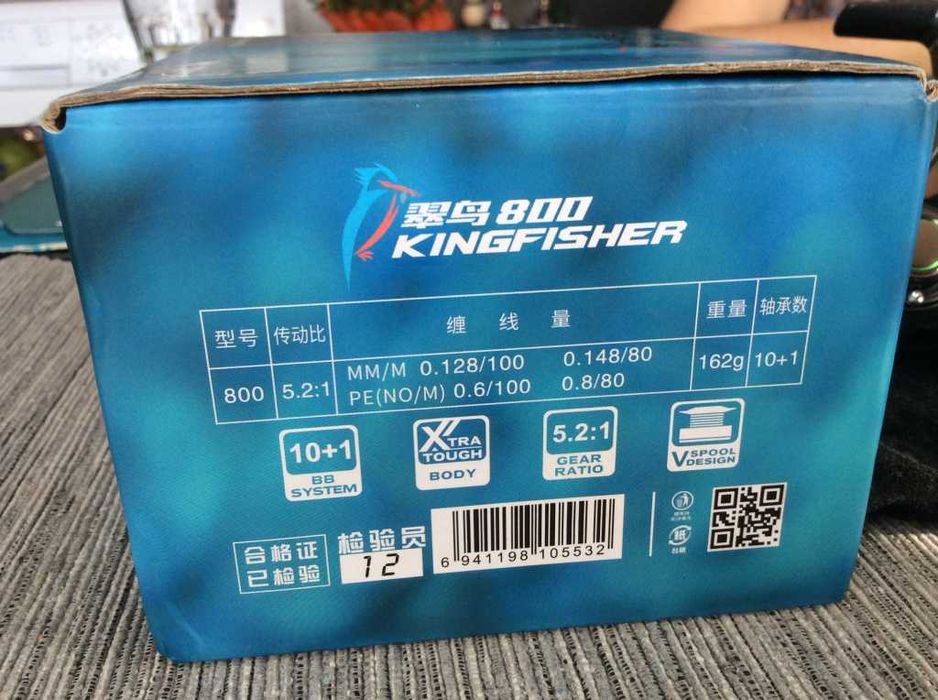 翠鸟 800
KINGFISHER
型号 传动比 缠 线 量 重量 轴承数
800 5.2:1 MM/M 0.128/100 0.148/80 162g 10+1
PE(NO/M) 0.6/100 0.8/80
10+1
BB
SYSTEM
XTRA
TOUGH
BODY
5.2:1
GEAR
RATIO
V SPOOL
DESIGN
合格证
已检验
检验员
12
6 941198 105532
紙